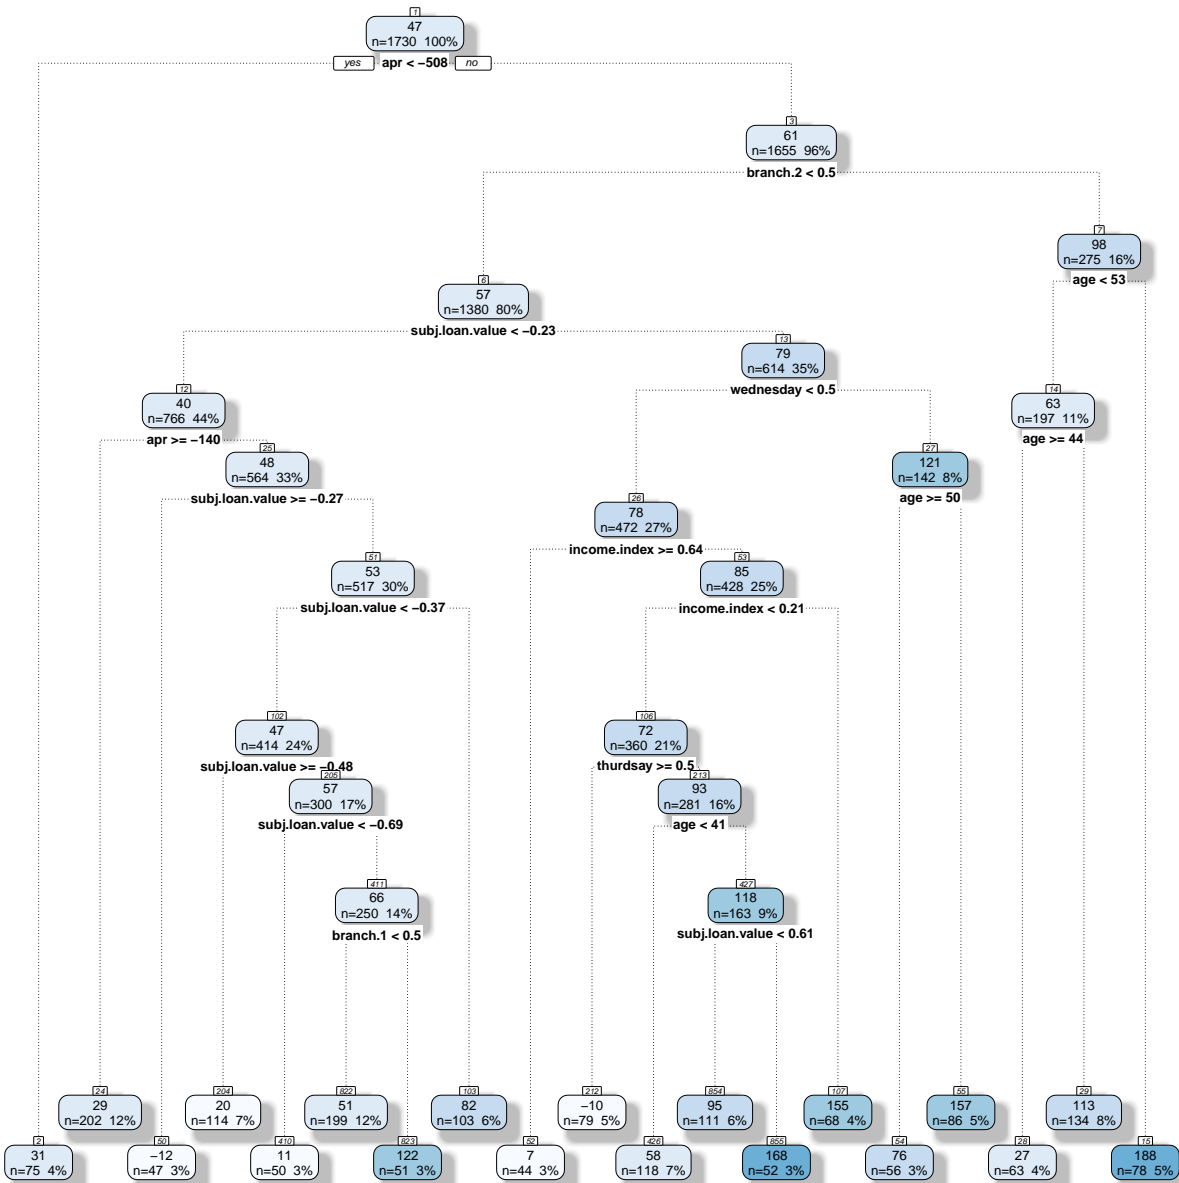 1
47
n=1730 100%
yes apr < −508 no
3
61
n=1655 96%
branch.2 < 0.5
7
98
n=275 16%
age < 53
6
57
n=1380 80%
subj.loan.value < −0.23
13
79
n=614 35%
wednesday < 0.5
12
40
n=766 44%
apr >= −140
14
63
n=197 11%
age >= 44
25
48
n=564 33%
subj.loan.value >= −0.27
27
121
n=142 8%
age >= 50
26
78
n=472 27%
income.index >= 0.64
51
53
n=517 30%
subj.loan.value < −0.37
53
85
n=428 25%
income.index < 0.21
102
47
n=414 24%
subj.loan.value >= −0.48
106
72
n=360 21%
thurdsay >= 0.5
205
57
n=300 17%
subj.loan.value < −0.69
213
93
n=281 16%
age < 41
411
66
n=250 14%
branch.1 < 0.5
427
118
n=163 9%
subj.loan.value < 0.61
24
29
n=202 12%
204
20
n=114 7%
822
51
n=199 12%
103
82
n=103 6%
212
−10
n=79 5%
854
95
n=111 6%
107
155
n=68 4%
55
157
n=86 5%
29
113
n=134 8%
2
31
n=75 4%
50
−12
n=47 3%
410
11
n=50 3%
823
122
n=51 3%
52
7
n=44 3%
426
58
n=118 7%
855
168
n=52 3%
54
76
n=56 3%
28
27
n=63 4%
15
188
n=78 5%